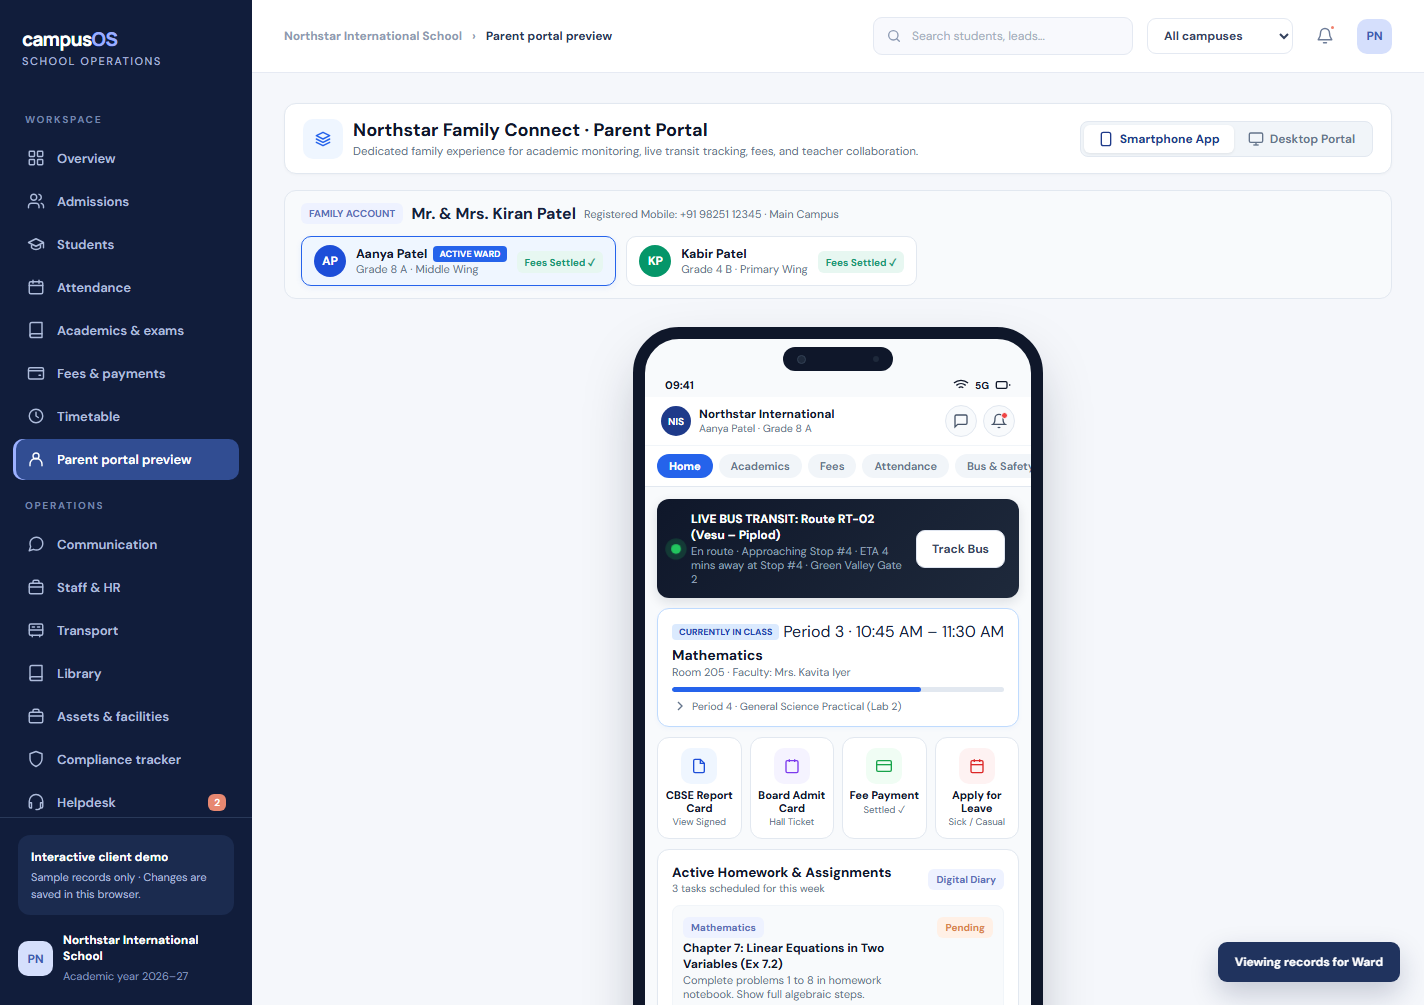 campusOS
SCHOOL OPERATIONS
WORKSPACE
Overview
Admissions
Students
Attendance
Academics & exams
Fees & payments
Timetable
Parent portal preview
OPERATIONS
Communication
Staff & HR
Transport
Library
Assets & facilities
Compliance tracker
Helpdesk 2
Interactive client demo
Sample records only · Changes are
saved in this browser.
PN
Northstar International
School
Academic year 2026–27
Northstar International School › Parent portal preview
Search students, leads...
All campuses
PN
Northstar Family Connect · Parent Portal
Dedicated family experience for academic monitoring, live transit tracking, fees, and teacher collaboration.
Smartphone App
Desktop Portal
FAMILY ACCOUNT Mr. & Mrs. Kiran Patel Registered Mobile: +91 98251 12345 · Main Campus
AP
Aanya Patel ACTIVE WARD
Grade 8 A · Middle Wing
Fees Settled ✓
KP
Kabir Patel
Grade 4 B · Primary Wing
Fees Settled ✓
09:41
5G
NIS
Northstar International
Aanya Patel · Grade 8 A
Home
Academics
Fees
Attendance
Bus & Safety
LIVE BUS TRANSIT: Route RT-02
(Vesu – Piplod)
En route · Approaching Stop #4 · ETA 4
mins away at Stop #4 · Green Valley Gate
2
Track Bus
CURRENTLY IN CLASS Period 3 · 10:45 AM – 11:30 AM
Mathematics
Room 205 · Faculty: Mrs. Kavita Iyer
Period 4 · General Science Practical (Lab 2)
CBSE Report
Card
View Signed
Board Admit
Card
Hall Ticket
Fee Payment
Settled ✓
Apply for
Leave
Sick / Casual
Active Homework & Assignments
3 tasks scheduled for this week
Digital Diary
Mathematics
Pending
Chapter 7: Linear Equations in Two
Variables (Ex 7.2)
Complete problems 1 to 8 in homework
notebook. Show full algebraic steps.
Viewing records for Ward